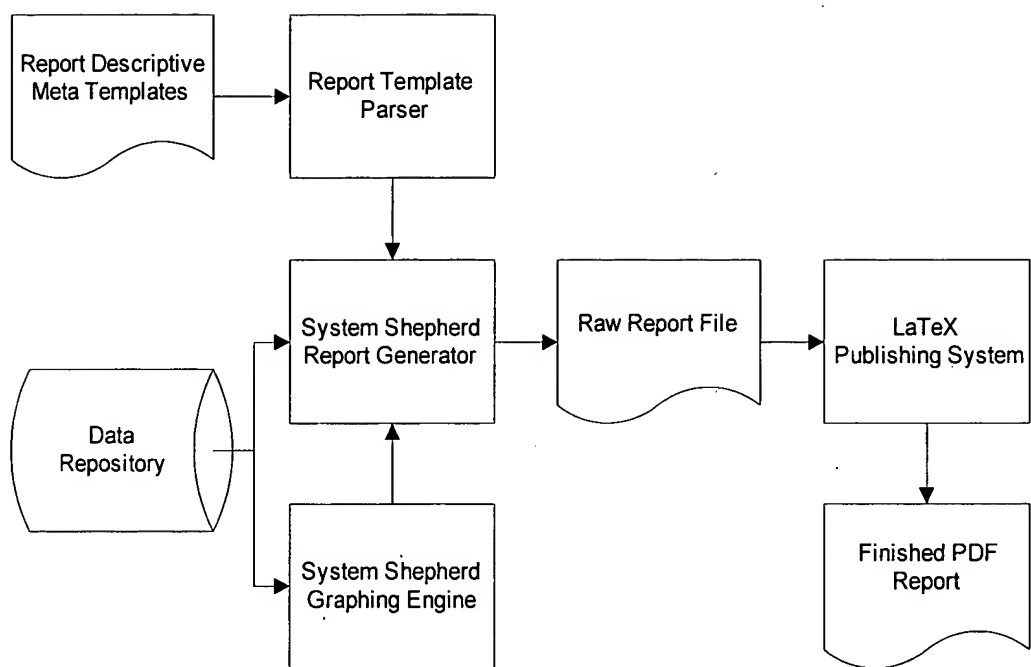 Report Descriptive
Meta Templates
Report Template
Parser
System Shepherd
Report Generator
Raw Report File
LaTeX
Publishing System
Data
Repository
System Shepherd
Graphing Engine
Finished PDF
Report